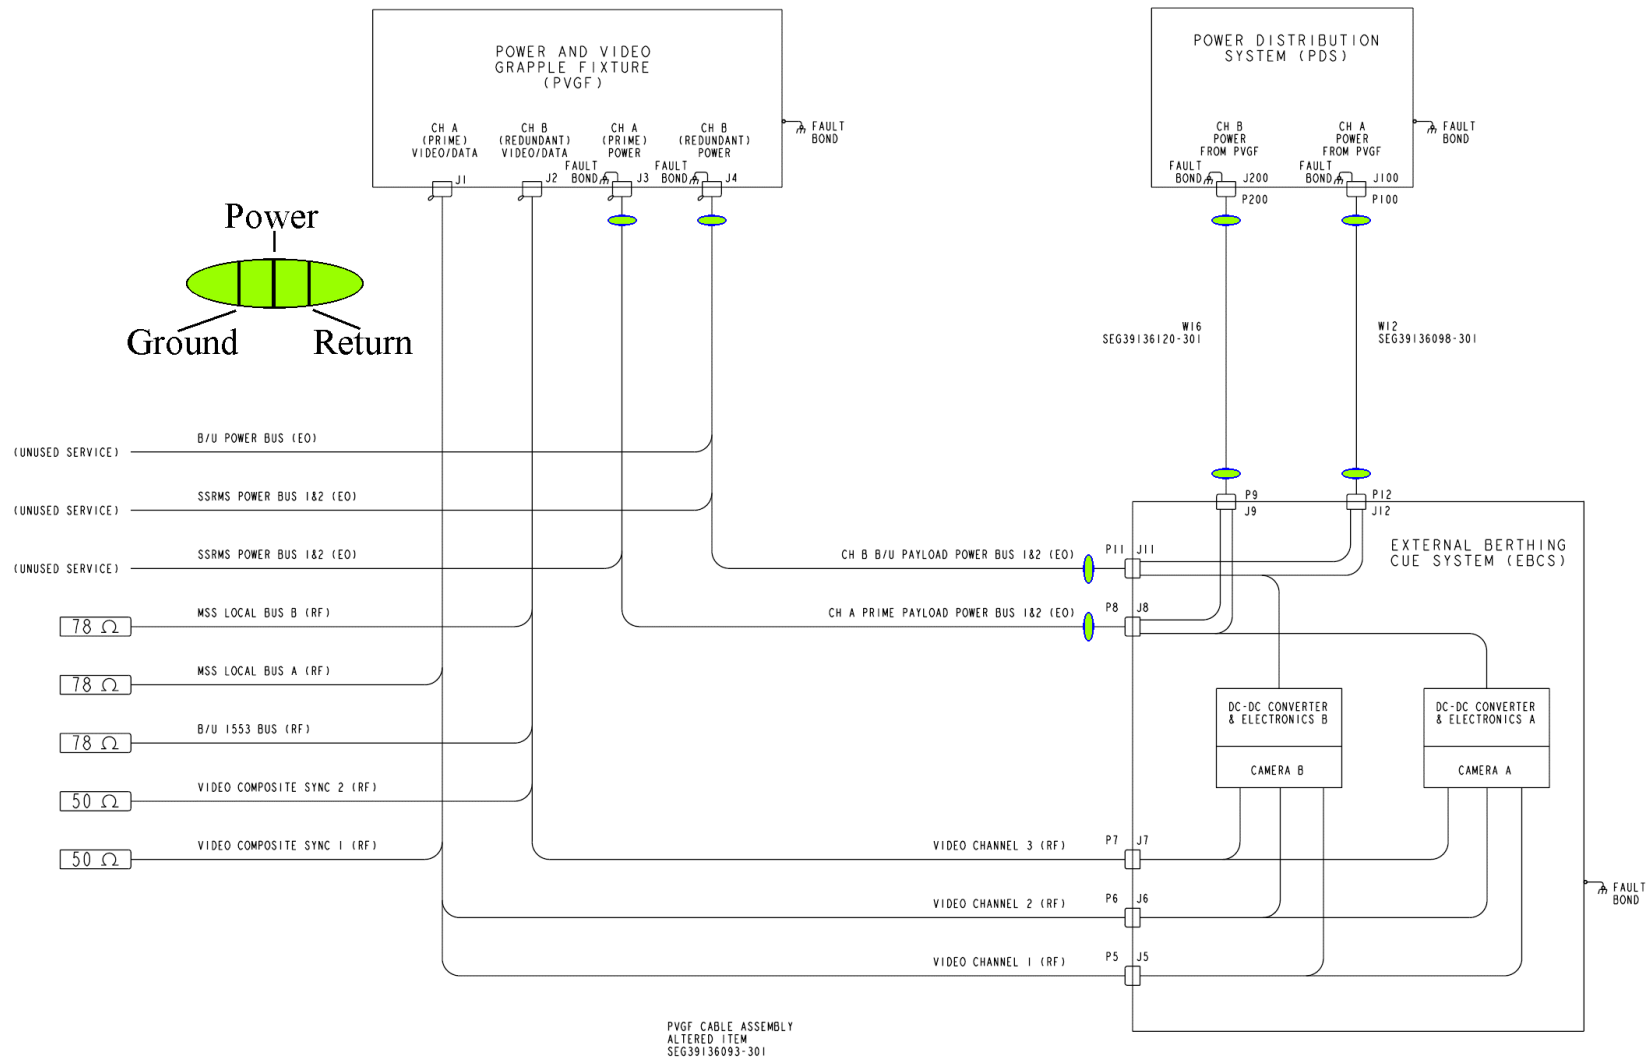 POWER AND VIDEO
GRAPPLE FIXTURE
(PVGF)
CH A
(PRIME)
VIDEO/DATA
CH B
(REDUNDANT)
VIDEO/DATA
CH A
(PRIME)
POWER
CH B
(REDUNDANT)
POWER
FAULT
BOND
FAULT
BOND
J1
J2
J3
J4
FAULT
BOND
POWER DISTRIBUTION
SYSTEM (PDS)
CH B
POWER
FROM PVGF
CH A
POWER
FROM PVGF
FAULT
BOND
FAULT
BOND
J200
J100
P200
P100
FAULT
BOND
Power
Ground
Return
W16
SEG39136120-301
W12
SEG39136098-301
(UNUSED SERVICE)
B/U POWER BUS (EO)
(UNUSED SERVICE)
SSRMS POWER BUS 1&2 (EO)
(UNUSED SERVICE)
SSRMS POWER BUS 1&2 (EO)
78 Ω
MSS LOCAL BUS B (RF)
78 Ω
MSS LOCAL BUS A (RF)
78 Ω
B/U 1553 BUS (RF)
50 Ω
VIDEO COMPOSITE SYNC 2 (RF)
50 Ω
VIDEO COMPOSITE SYNC 1 (RF)
CH B B/U PAYLOAD POWER BUS 1&2 (EO)
P11
J11
CH A PRIME PAYLOAD POWER BUS 1&2 (EO)
P8
J8
P9
J9
P12
J12
EXTERNAL BERTHING
CUE SYSTEM (EBCS)
DC-DC CONVERTER
& ELECTRONICS B
CAMERA B
DC-DC CONVERTER
& ELECTRONICS A
CAMERA A
VIDEO CHANNEL 3 (RF)
P7
J7
VIDEO CHANNEL 2 (RF)
P6
J6
VIDEO CHANNEL 1 (RF)
P5
J5
FAULT
BOND
PVGF CABLE ASSEMBLY
ALTERED ITEM
SEG39136093-301